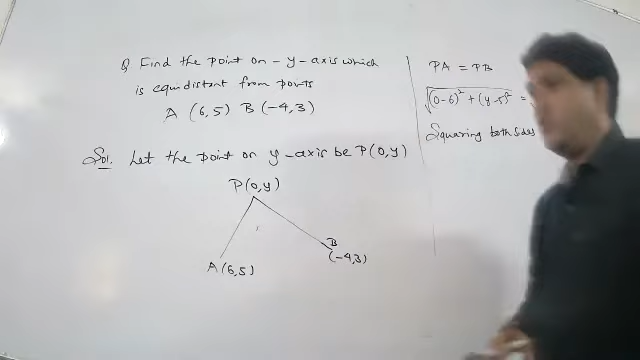 Q Find the point on -y-axis which
is equidistant from points
A (6,5) B (-4,3)
Sol. Let the point on y-axis be P(0,y)
P(0,y)
A(6,5)
B
(-4,3)
PA = PB
√(0-6)² + (y-5)² =
Squaring both sides